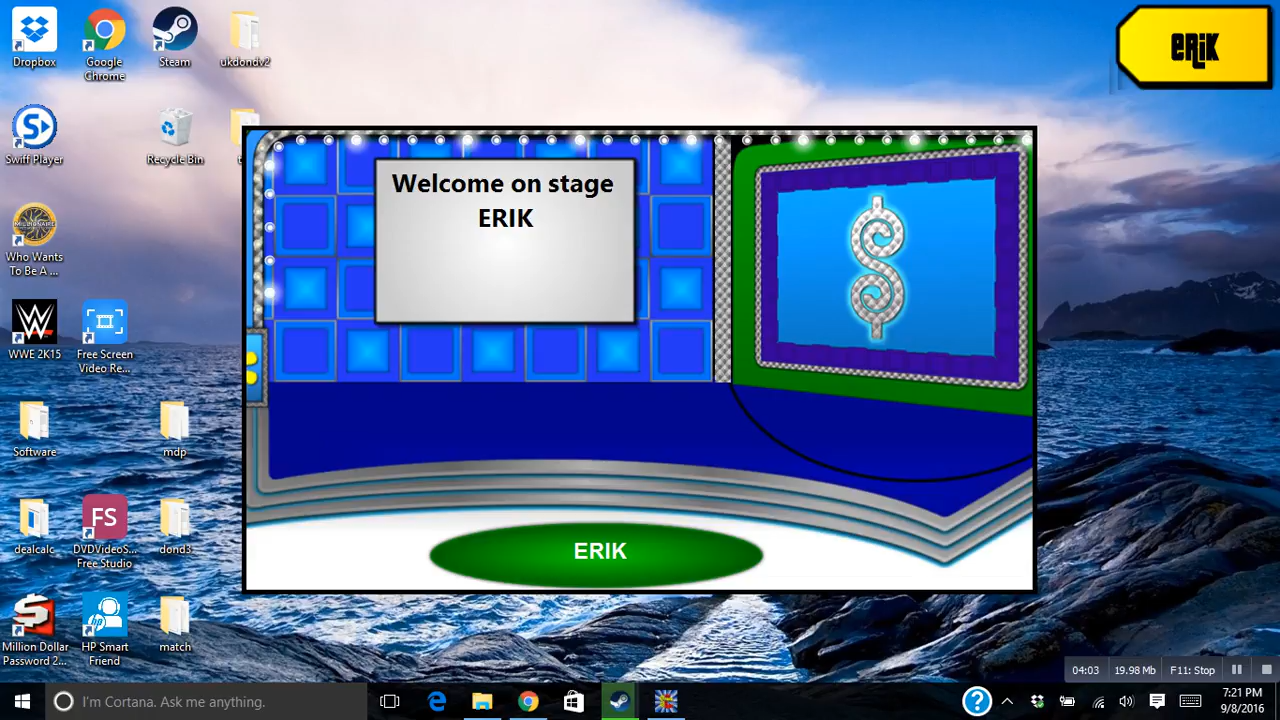 Dropbox
Google
Chrome
Steam
ukdondv2
ERIK
Swiff Player
Recycle Bin
Who Wants
To Be A ...
WWE 2K15
Free Screen
Video Re...
Software
mdp
dealcalc
FS
DVDVideoS...
Free Studio
dond3
Million Dollar
Password 2...
HP Smart
Friend
match
Welcome on stage
ERIK
ERIK
04:03
19.98 Mb
F11: Stop
I'm Cortana. Ask me anything.
7:21 PM
9/8/2016